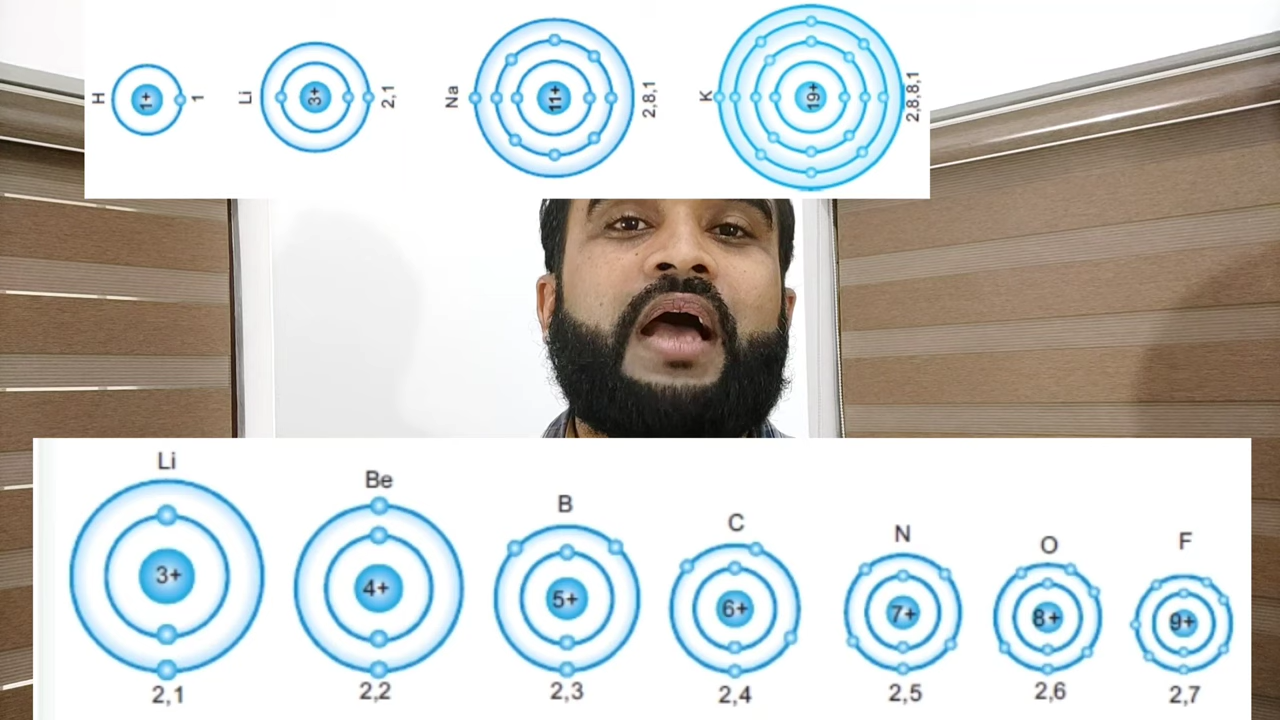 H
1+
1
Li
3+
2,1
Na
11+
2,8,1
K
19+
2,8,8,1
Li
Be
B
C
N
O
F
3+
4+
5+
6+
7+
8+
9+
2,1
2,2
2,3
2,4
2,5
2,6
2,7